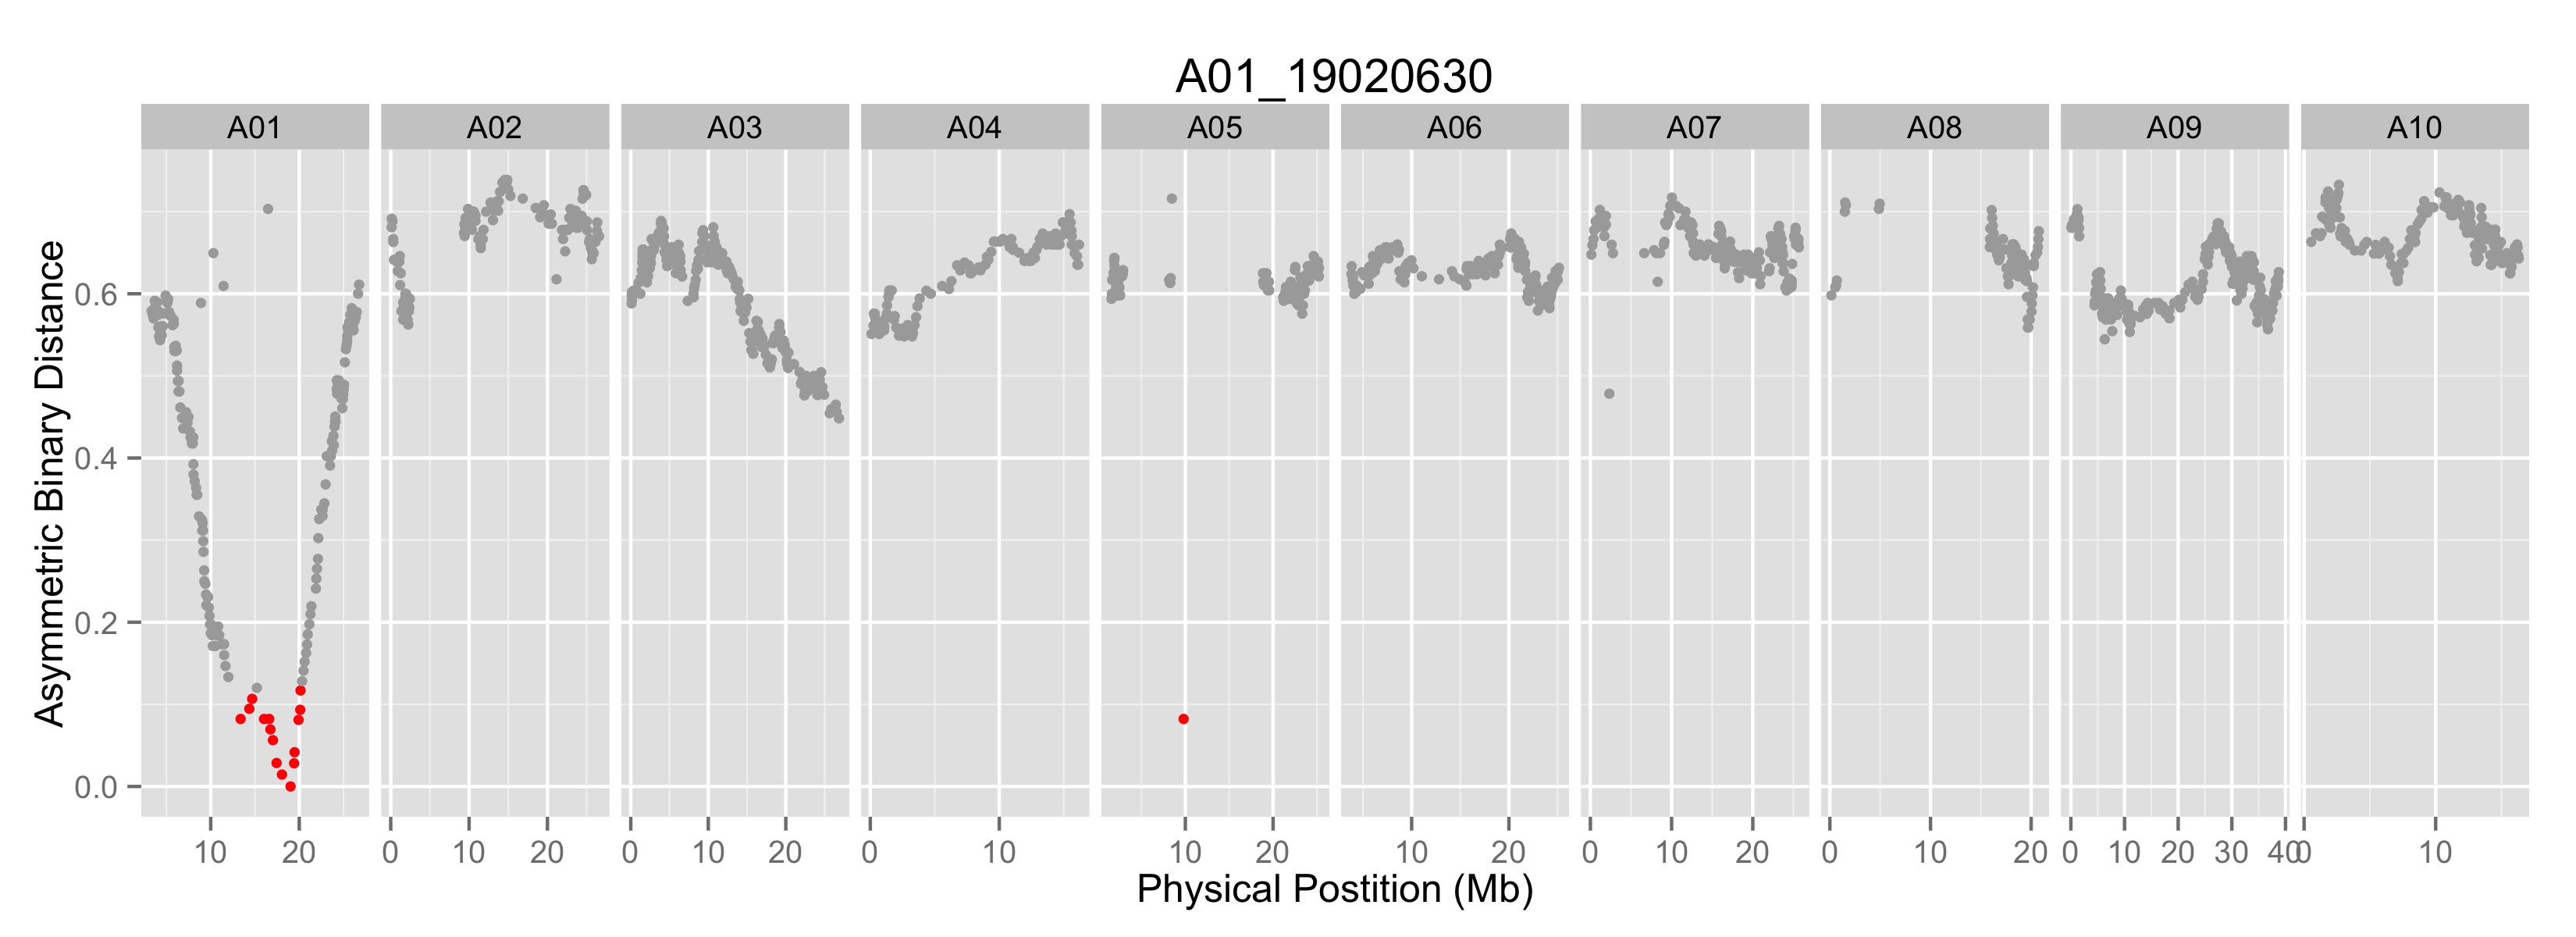 A01_19020630
A01 A02 A03 A04 A05 A06 A07 A08 A09 A10
Asymmetric Binary Distance
0.6
0.4
0.2
0.0
10 20 0 10 20 0 10 20 0 10 10 20 10 20 0 10 20 0 10 20 0 10 20 30 40 0 10
Physical Postition (Mb)